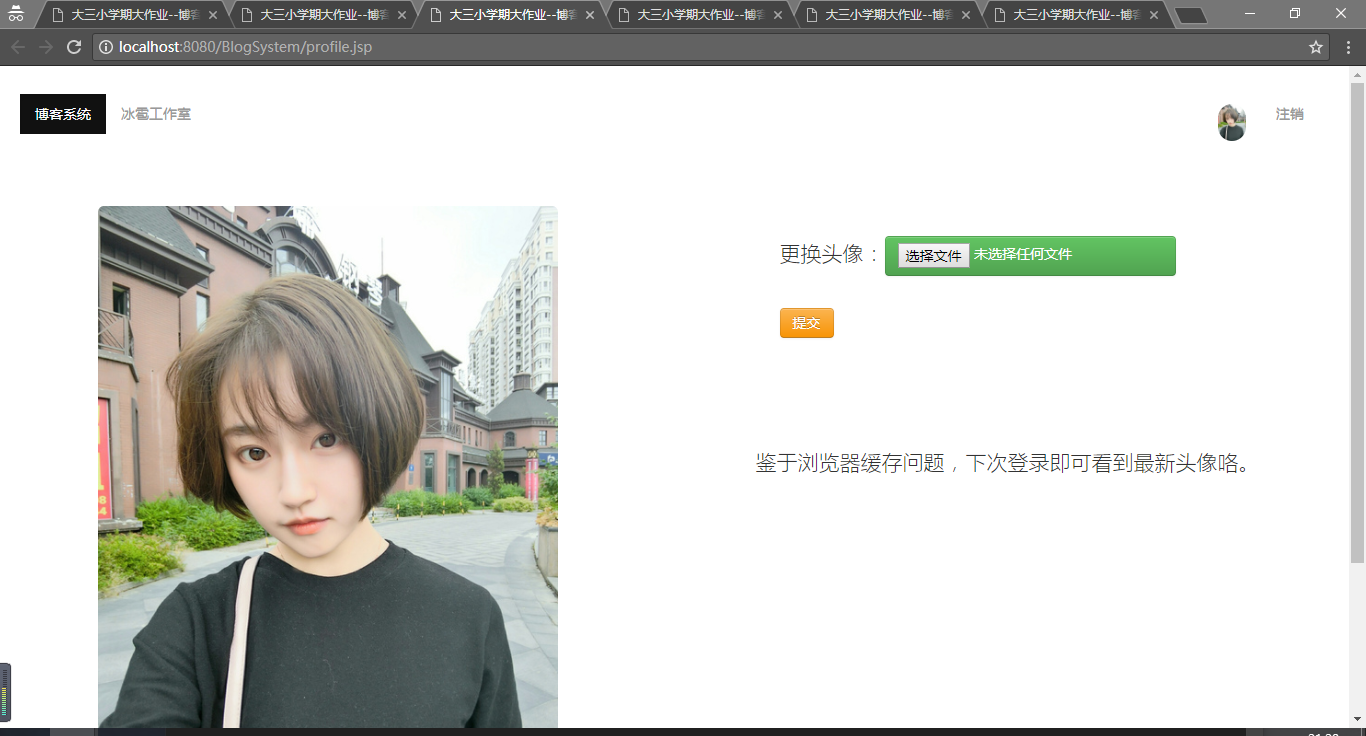 大三小学期大作业--博客
大三小学期大作业--博客
大三小学期大作业--博客
大三小学期大作业--博客
大三小学期大作业--博客
大三小学期大作业--博客
localhost:8080/BlogSystem/profile.jsp
博客系统 冰雹工作室 注销
更换头像： 选择文件 未选择任何文件
提交
鉴于浏览器缓存问题，下次登录即可看到最新头像咯。